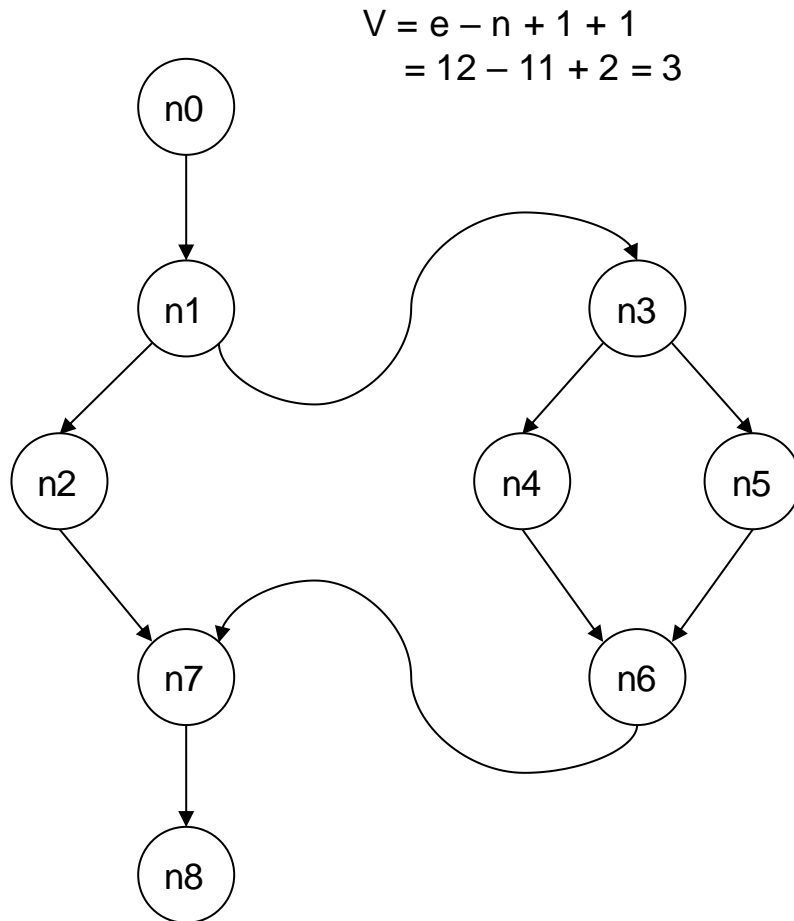 V = e – n + 1 + 1
= 12 – 11 + 2 = 3
n0
n1
n3
n2
n4
n5
n7
n6
n8